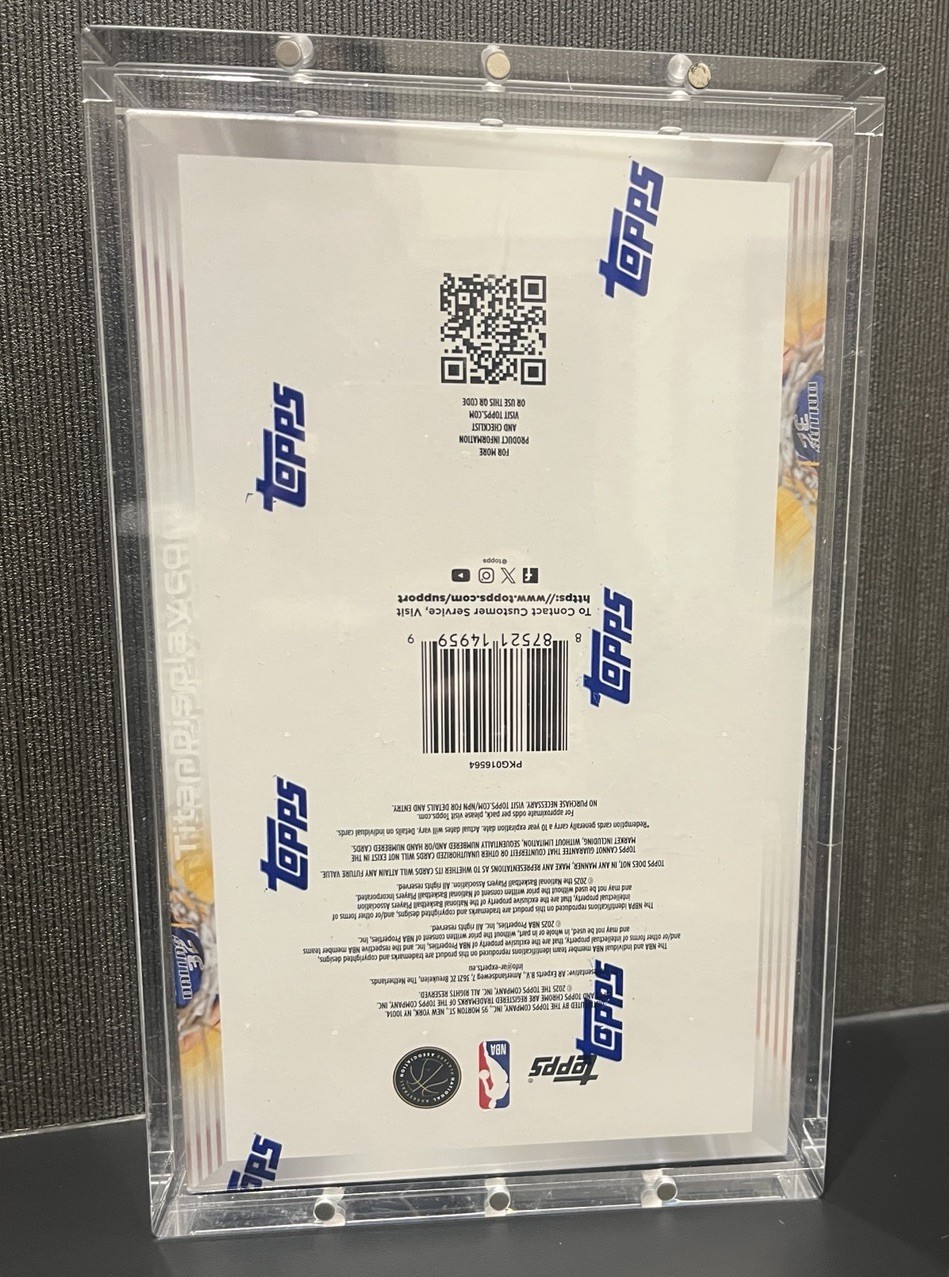 topps
NBA
NATIONAL BASKETBALL PLAYERS ASSOCIATION
UTED BY THE TOPPS COMPANY, INC. 95 MORTON ST., NEW YORK, NY 10014.
AND TOPPS CHROME ARE REGISTERED TRADEMARKS OF THE TOPPS COMPANY, INC.
© 2025 THE TOPPS COMPANY, INC. ALL RIGHTS RESERVED.
esentative: AR Experts B.V., Amerlandseweg 7, 3621 ZC Breukelen, The Netherlands.
info@ar-experts.eu
The NBA and individual NBA member team identifications reproduced on this product are trademarks and copyrighted designs,
and/or other forms of intellectual property, that are the exclusive property of NBA Properties, Inc. and the respective NBA member teams
and may not be used, in whole or in part, without the prior written consent of NBA Properties, Inc.
© 2025 NBA Properties, Inc. All rights reserved.
The NBPA identifications reproduced on this product are trademarks and copyrighted designs, and/or other forms of
intellectual property, that are the exclusive property of the National Basketball Players Association
and may not be used without the prior written consent of National Basketball Players Incorporated.
© 2025 the National Basketball Players Association. All rights reserved.
TOPPS DOES NOT, IN ANY MANNER, MAKE ANY REPRESENTATIONS AS TO WHETHER ITS CARDS WILL ATTAIN ANY FUTURE VALUE.
TOPPS CANNOT GUARANTEE THAT COUNTERFEIT OR OTHER UNAUTHORIZED CARDS WILL NOT EXIST IN THE
MARKET INCLUDING, WITHOUT LIMITATION, SEQUENTIALLY NUMBERED AND/OR HAND NUMBERED CARDS.
*Redemption cards generally carry a 10 year expiration date. Actual dates will vary. Details on individual cards.
For approximate odds per pack, please visit Topps.com.
NO PURCHASE NECESSARY. VISIT TOPPS.COM/NPN FOR DETAILS AND ENTRY.
PKG016564
8 87521 14959 9
To Contact Customer Service, Visit
https://www.topps.com/support
@topps
FOR MORE
PRODUCT INFORMATION
AND CHECKLIST
VISIT TOPPS.COM
OR USE THIS QR CODE
topps
topps
topps
topps
topps
pps
TitanDisplayCa
32
32